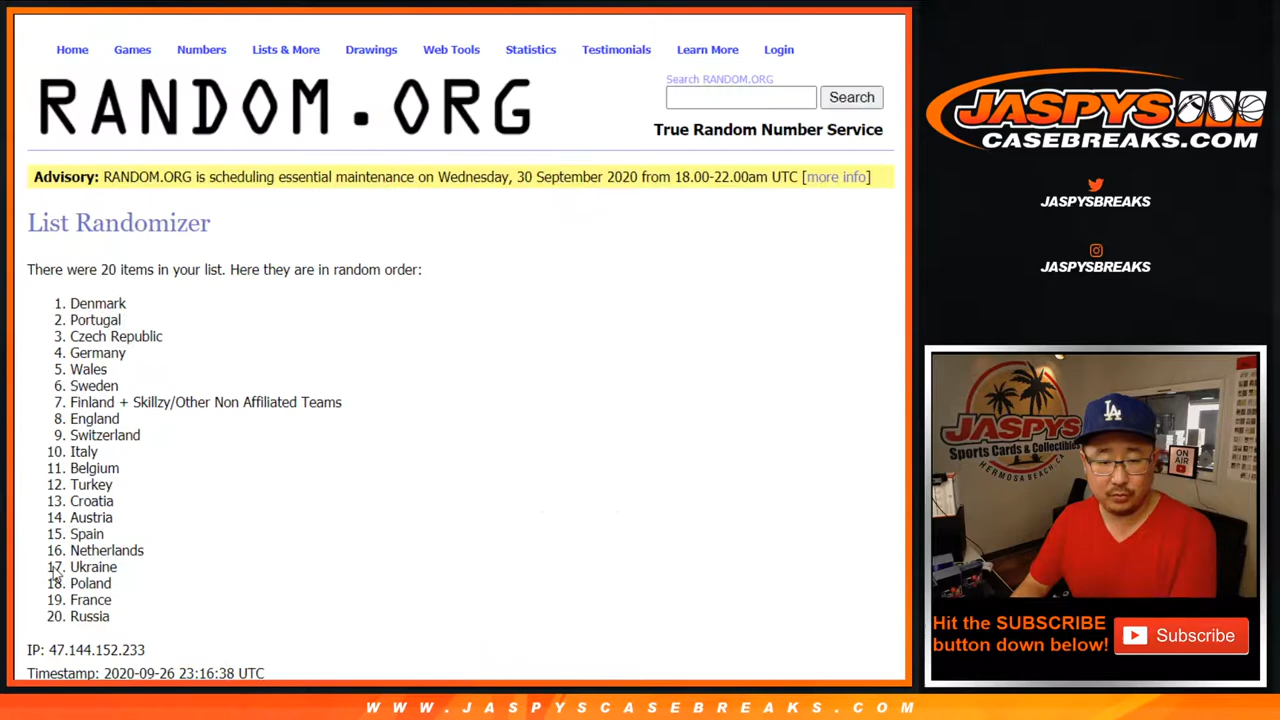 Home Games Numbers Lists & More Drawings Web Tools Statistics Testimonials Learn More Login
RANDOM.ORG
Search RANDOM.ORG
Search
True Random Number Service
Advisory: RANDOM.ORG is scheduling essential maintenance on Wednesday, 30 September 2020 from 18.00-22.00am UTC [more info]
List Randomizer
There were 20 items in your list. Here they are in random order:
1. Denmark
2. Portugal
3. Czech Republic
4. Germany
5. Wales
6. Sweden
7. Finland + Skillzy/Other Non Affiliated Teams
8. England
9. Switzerland
10. Italy
11. Belgium
12. Turkey
13. Croatia
14. Austria
15. Spain
16. Netherlands
17. Ukraine
18. Poland
19. France
20. Russia
IP: 47.144.152.233
Timestamp: 2020-09-26 23:16:38 UTC
JASPYS
CASEBREAKS.COM
JASPYSBREAKS
JASPYSBREAKS
JASPYS
Sports Cards & Collectibles
HERMOSA BEACH, CA
LA
ON
AIR
Hit the SUBSCRIBE
button down below!
Subscribe
WWW.JASPYSCASEBREAKS.COM